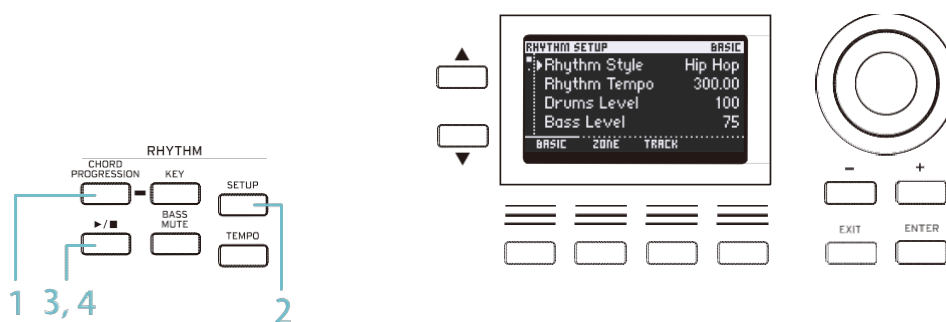 RHYTHM
CHORD PROGRESSION
KEY
SETUP
▶/■
BASS MUTE
TEMPO
1
3, 4
2
▲
▼
RHYTHM SETUP BASIC
▶Rhythm Style Hip Hop
Rhythm Tempo 300.00
Drums Level 100
Bass Level 75
BASIC ZONE TRACK
− +
EXIT ENTER